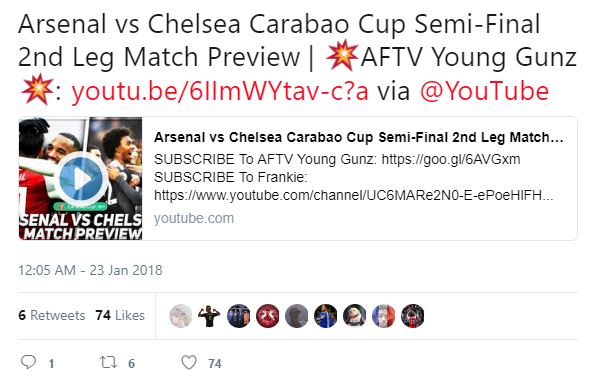 Arsenal vs Chelsea Carabao Cup Semi-Final
2nd Leg Match Preview | 💥AFTV Young Gunz
💥: youtu.be/6IImWYtav-c?a via @YouTube
Arsenal vs Chelsea Carabao Cup Semi-Final 2nd Leg Match...
SUBSCRIBE To AFTV Young Gunz: https://goo.gl/6AVGxm
SUBSCRIBE To Frankie:
https://www.youtube.com/channel/UC6MARe2N0-E-ePoeHIFH...
youtube.com
SENAL VS CHELS
MATCH PREVIEW
12:05 AM - 23 Jan 2018
6 Retweets 74 Likes
1 6 74